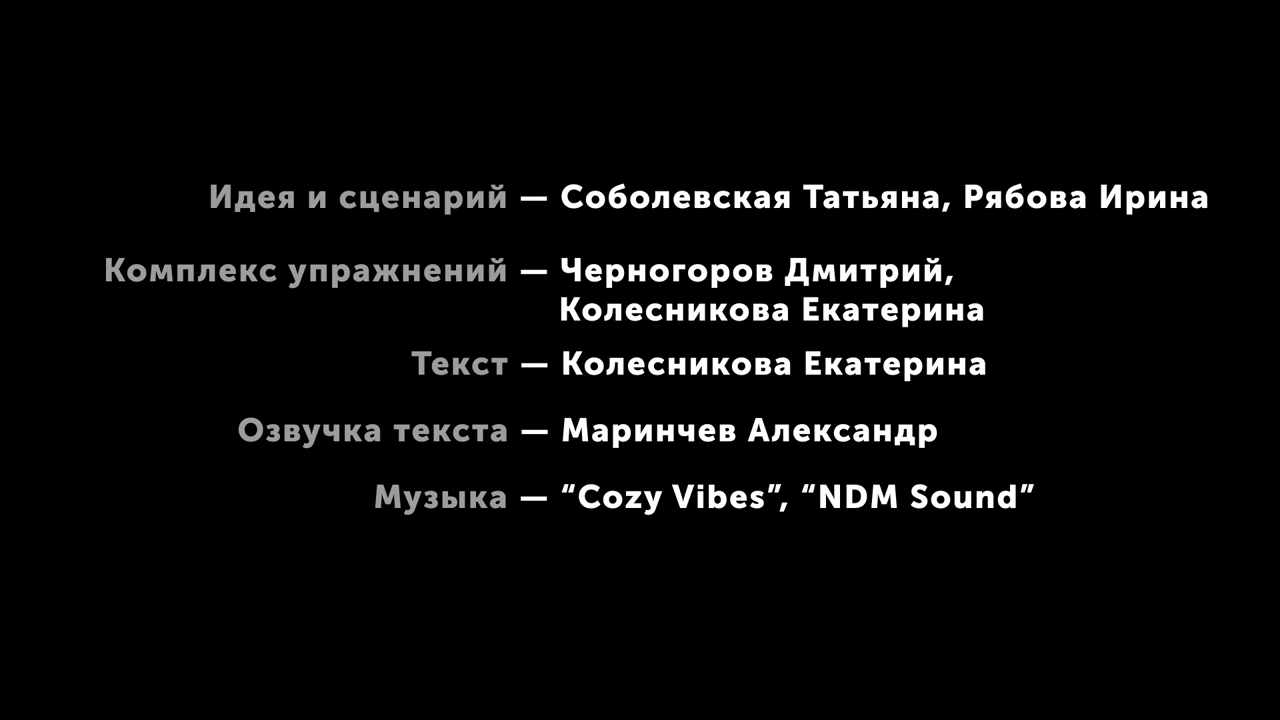 Идея и сценарий — Соболевская Татьяна, Рябова Ирина
Комплекс упражнений — Черногоров Дмитрий,
Колесникова Екатерина
Текст — Колесникова Екатерина
Озвучка текста — Маринчев Александр
Музыка — “Cozy Vibes”, “NDM Sound”